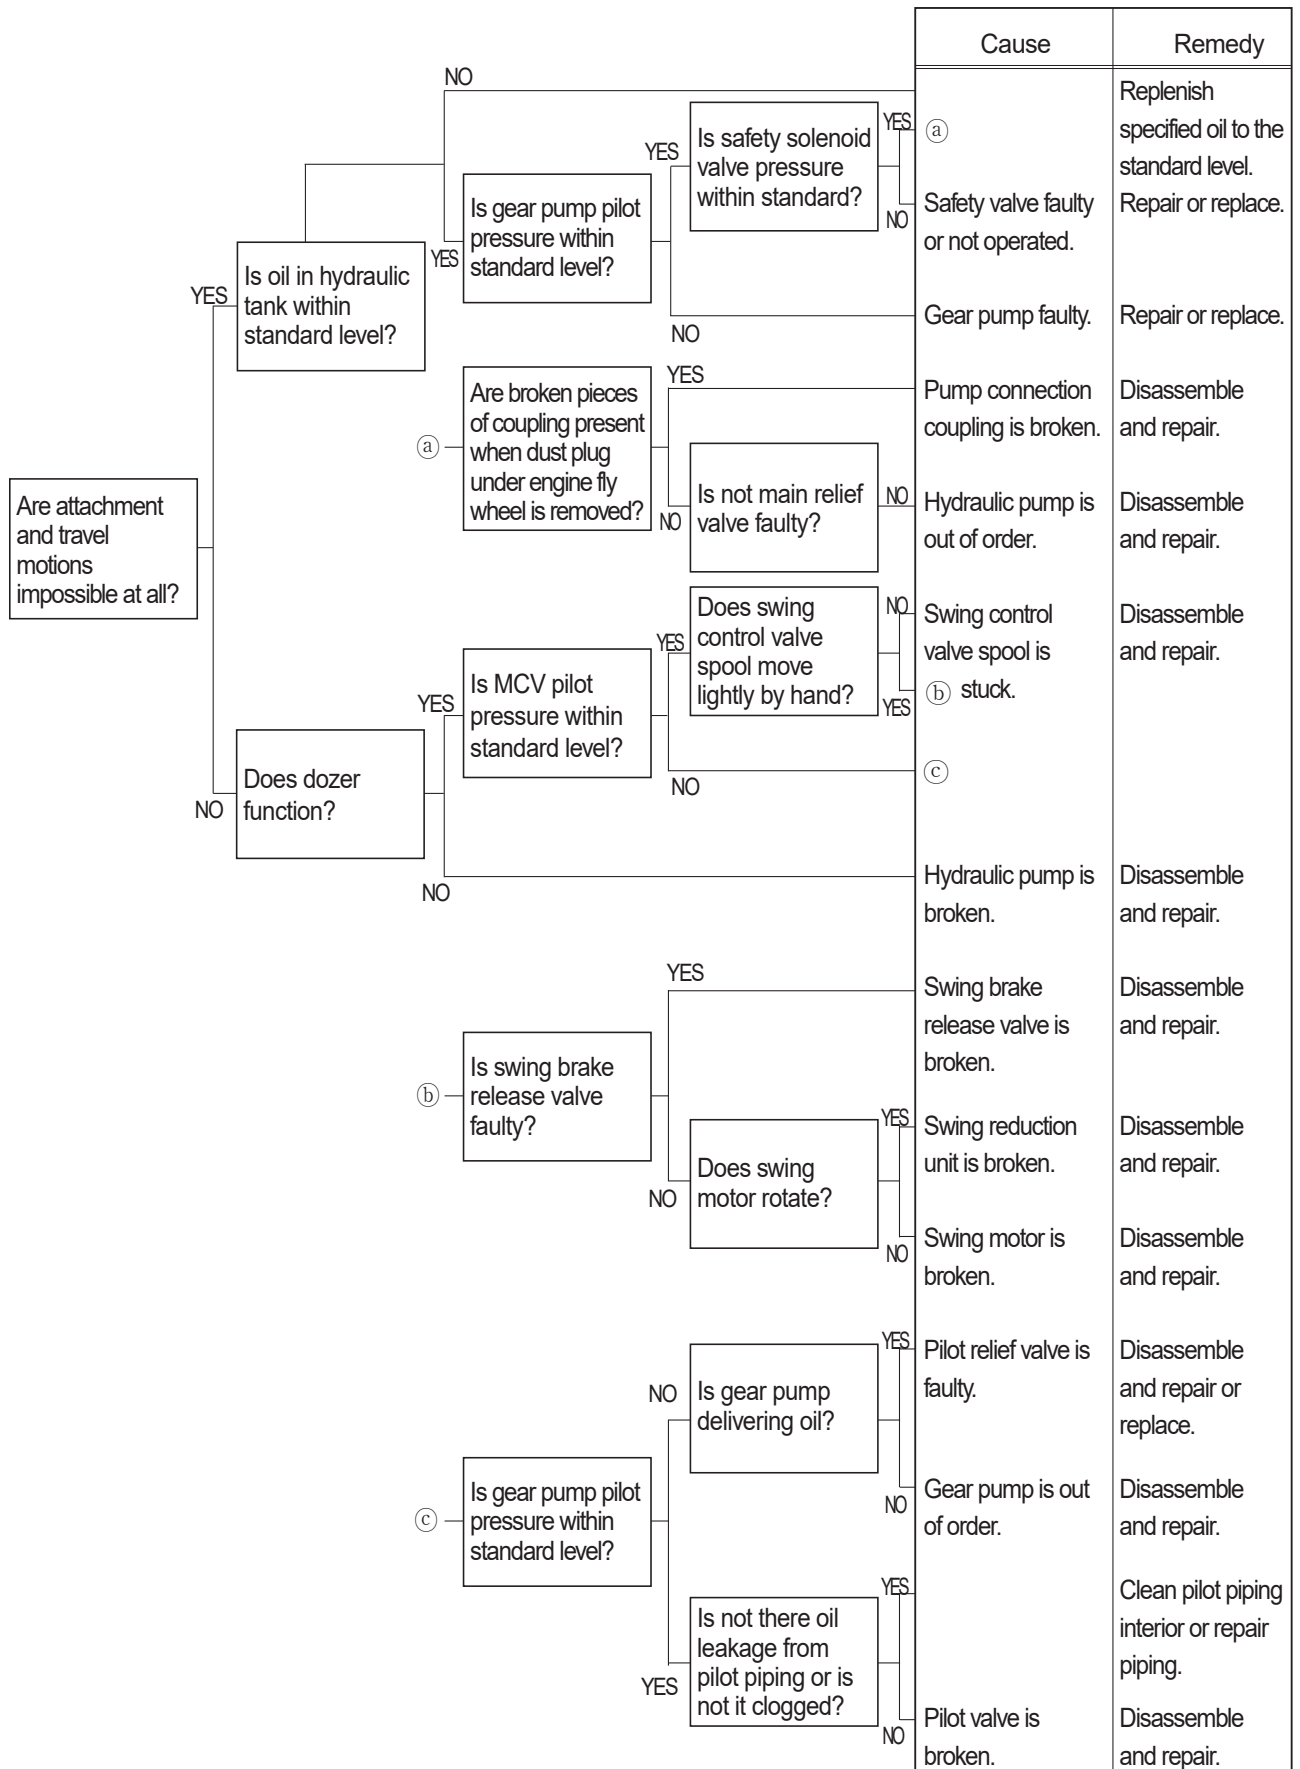 Cause
Remedy
NO
Replenish
specified oil to the
standard level.
YES
Is safety solenoid
valve pressure
within standard?
YES
ⓐ
NO
Safety valve faulty
or not operated.
Repair or replace.
Is gear pump pilot
pressure within
standard level?
YES
YES
Is oil in hydraulic
tank within
standard level?
NO
Gear pump faulty.
Repair or replace.
ⓐ
Are broken pieces
of coupling present
when dust plug
under engine fly
wheel is removed?
YES
Pump connection
coupling is broken.
Disassemble
and repair.
NO
Is not main relief
valve faulty?
NO
Hydraulic pump is
out of order.
Disassemble
and repair.
Are attachment
and travel
motions
impossible at all?
Does swing
control valve
spool move
lightly by hand?
NO
Swing control
valve spool is
ⓑ stuck.
Disassemble
and repair.
YES
YES
Is MCV pilot
pressure within
standard level?
YES
NO
ⓒ
Does dozer
function?
NO
NO
Hydraulic pump is
broken.
Disassemble
and repair.
ⓑ
Is swing brake
release valve
faulty?
YES
Swing brake
release valve is
broken.
Disassemble
and repair.
NO
Does swing
motor rotate?
YES
Swing reduction
unit is broken.
Disassemble
and repair.
NO
Swing motor is
broken.
Disassemble
and repair.
ⓒ
Is gear pump pilot
pressure within
standard level?
NO
Is gear pump
delivering oil?
YES
Pilot relief valve is
faulty.
Disassemble
and repair or
replace.
NO
Gear pump is out
of order.
Disassemble
and repair.
YES
Is not there oil
leakage from
pilot piping or is
not it clogged?
YES
Clean pilot piping
interior or repair
piping.
NO
Pilot valve is
broken.
Disassemble
and repair.